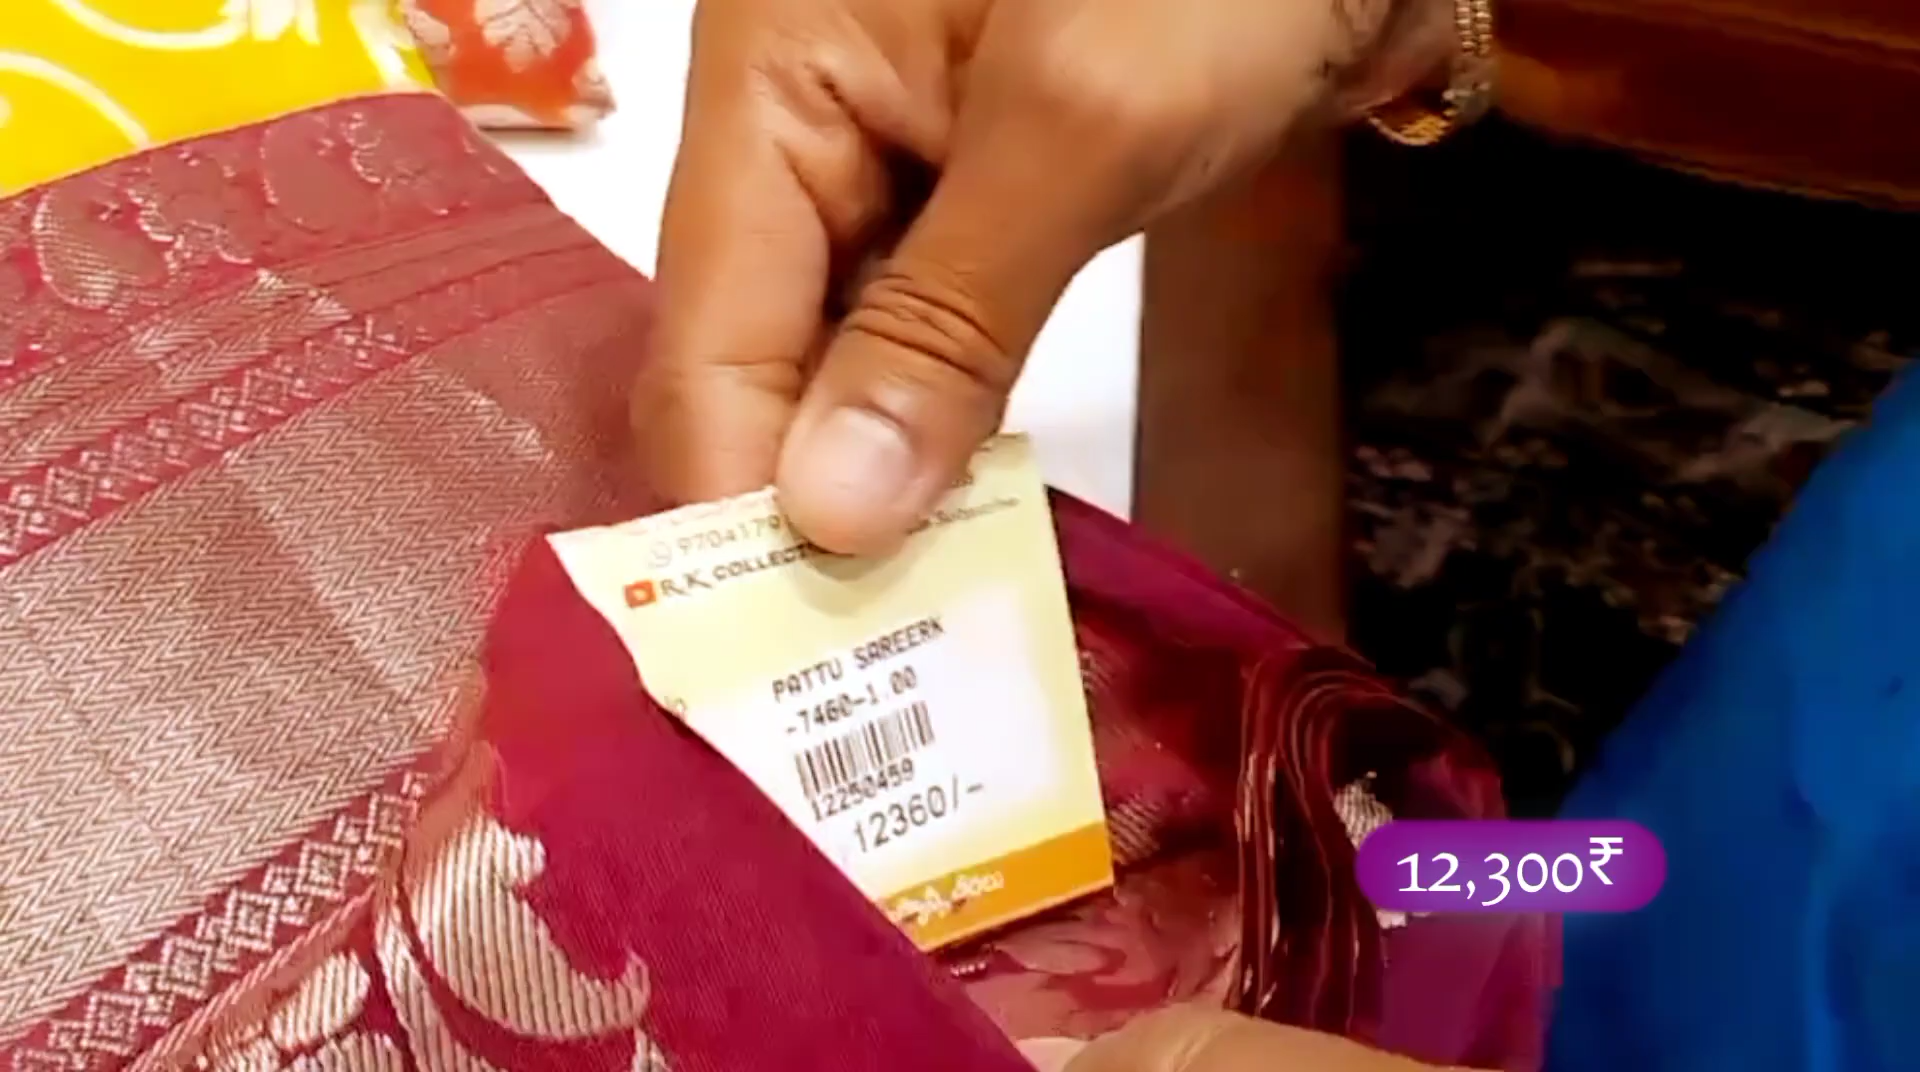 9704179
R.K COLLECT
PATTU SAREERK
-7460-1.00
12250459
12360/-
12,300₹